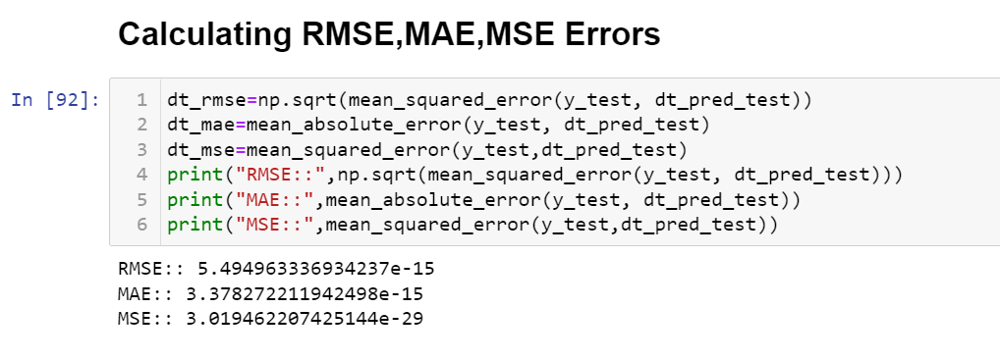 Calculating RMSE,MAE,MSE Errors
In [92]:
1 dt_rmse=np.sqrt(mean_squared_error(y_test, dt_pred_test))
2 dt_mae=mean_absolute_error(y_test, dt_pred_test)
3 dt_mse=mean_squared_error(y_test,dt_pred_test)
4 print("RMSE::",np.sqrt(mean_squared_error(y_test, dt_pred_test)))
5 print("MAE::",mean_absolute_error(y_test, dt_pred_test))
6 print("MSE::",mean_squared_error(y_test,dt_pred_test))
RMSE:: 5.494963336934237e-15
MAE:: 3.378272211942498e-15
MSE:: 3.019462207425144e-29